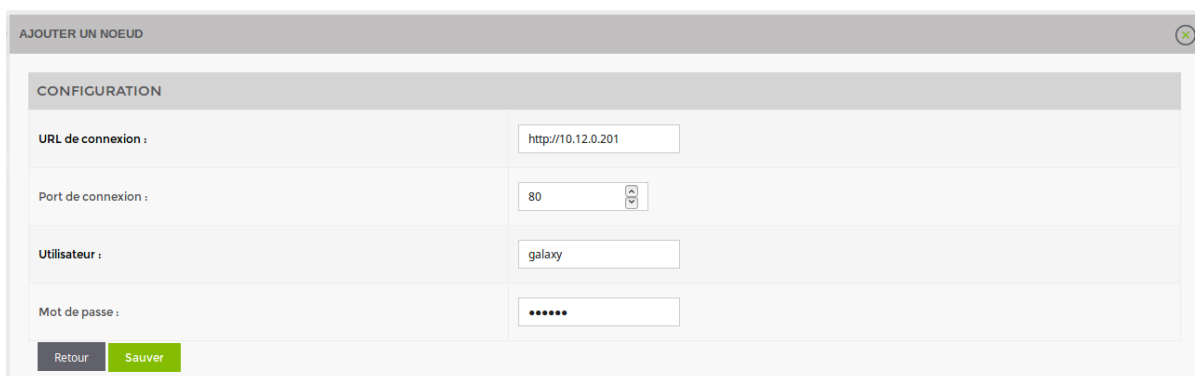 AJOUTER UN NOEUD
CONFIGURATION
URL de connexion : http://10.12.0.201
Port de connexion : 80
Utilisateur : galaxy
Mot de passe : ••••••
Retour Sauver